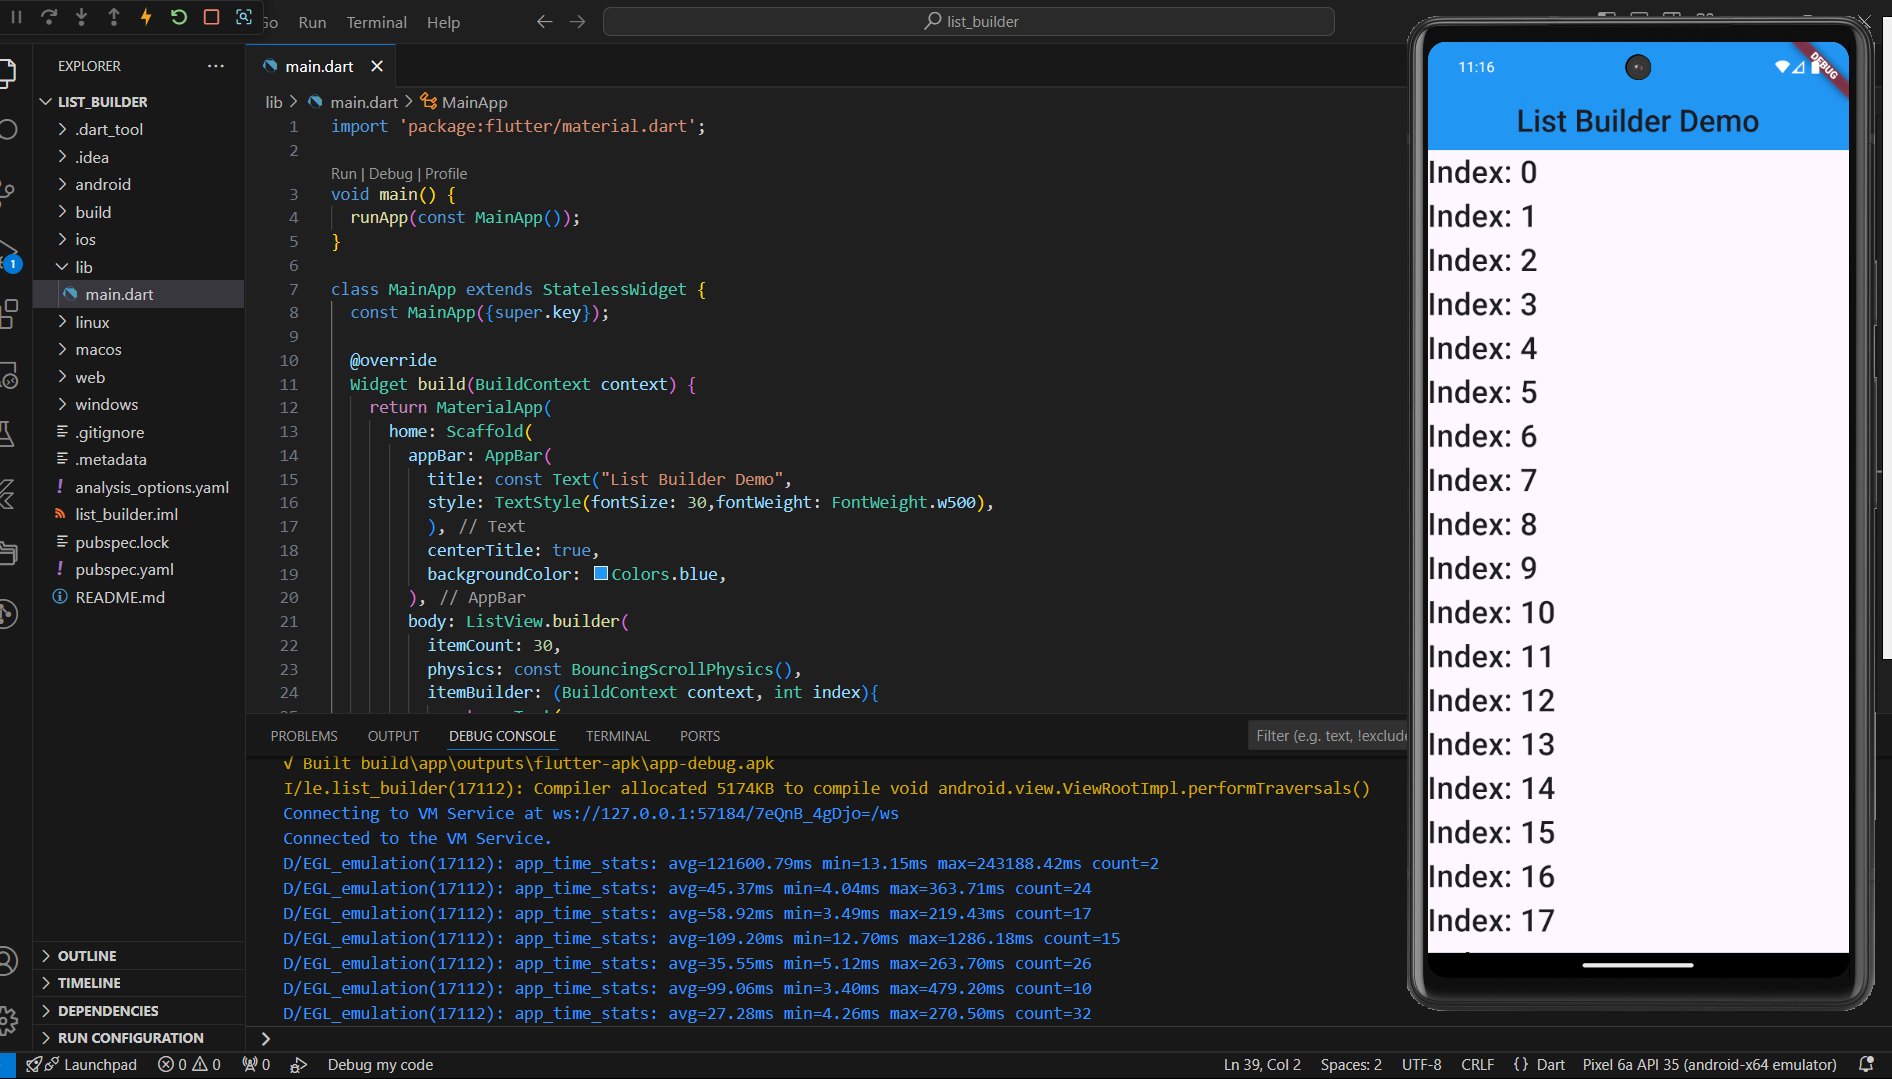 Go Run Terminal Help
list_builder
EXPLORER
LIST_BUILDER
.dart_tool
.idea
android
build
ios
lib
main.dart
linux
macos
web
windows
.gitignore
.metadata
analysis_options.yaml
list_builder.iml
pubspec.lock
pubspec.yaml
README.md
OUTLINE
TIMELINE
DEPENDENCIES
RUN CONFIGURATION
1
main.dart
lib > main.dart > MainApp
1 import 'package:flutter/material.dart';
2
Run | Debug | Profile
3 void main() {
4 runApp(const MainApp());
5 }
6
7 class MainApp extends StatelessWidget {
8 const MainApp({super.key});
9
10 @override
11 Widget build(BuildContext context) {
12 return MaterialApp(
13 home: Scaffold(
14 appBar: AppBar(
15 title: const Text("List Builder Demo",
16 style: TextStyle(fontSize: 30,fontWeight: FontWeight.w500),
17 ), // Text
18 centerTitle: true,
19 backgroundColor: Colors.blue,
20 ), // AppBar
21 body: ListView.builder(
22 itemCount: 30,
23 physics: const BouncingScrollPhysics(),
24 itemBuilder: (BuildContext context, int index){
PROBLEMS OUTPUT DEBUG CONSOLE TERMINAL PORTS
Filter (e.g. text, !exclude
√ Built build\app\outputs\flutter-apk\app-debug.apk
I/le.list_builder(17112): Compiler allocated 5174KB to compile void android.view.ViewRootImpl.performTraversals()
Connecting to VM Service at ws://127.0.0.1:57184/7eQnB_4gDjo=/ws
Connected to the VM Service.
D/EGL_emulation(17112): app_time_stats: avg=121600.79ms min=13.15ms max=243188.42ms count=2
D/EGL_emulation(17112): app_time_stats: avg=45.37ms min=4.04ms max=363.71ms count=24
D/EGL_emulation(17112): app_time_stats: avg=58.92ms min=3.49ms max=219.43ms count=17
D/EGL_emulation(17112): app_time_stats: avg=109.20ms min=12.70ms max=1286.18ms count=15
D/EGL_emulation(17112): app_time_stats: avg=35.55ms min=5.12ms max=263.70ms count=26
D/EGL_emulation(17112): app_time_stats: avg=99.06ms min=3.40ms max=479.20ms count=10
D/EGL_emulation(17112): app_time_stats: avg=27.28ms min=4.26ms max=270.50ms count=32
11:16
DEBUG
List Builder Demo
Index: 0
Index: 1
Index: 2
Index: 3
Index: 4
Index: 5
Index: 6
Index: 7
Index: 8
Index: 9
Index: 10
Index: 11
Index: 12
Index: 13
Index: 14
Index: 15
Index: 16
Index: 17
Launchpad 0 0 0 Debug my code
Ln 39, Col 2 Spaces: 2 UTF-8 CRLF {} Dart Pixel 6a API 35 (android-x64 emulator)